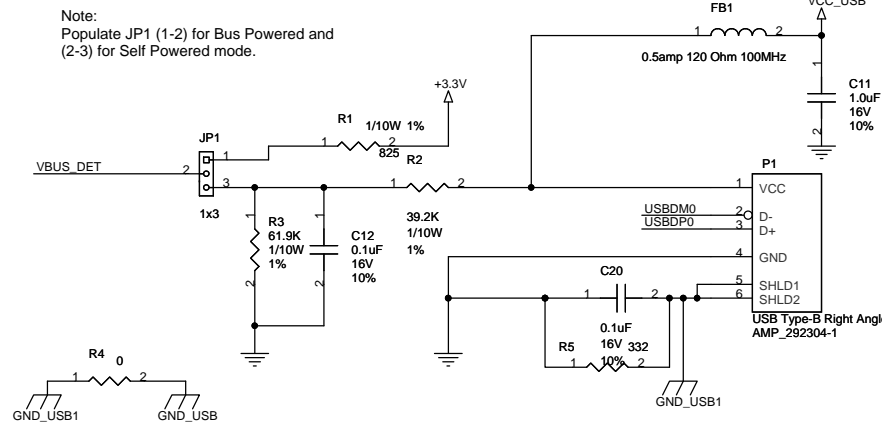 Note:
Populate JP1 (1-2) for Bus Powered and
(2-3) for Self Powered mode.
FB1
VCC_USB
1 2
0.5amp 120 Ohm 100MHz
1
C11
1.0uF
16V
10%
2
+3.3V
R1
1/10W 1%
1 2
825
JP1
1
2
3
1x3
VBUS_DET
R2
1 2
39.2K
1/10W
1%
1
R3
61.9K
1/10W
1%
2
1
C12
0.1uF
16V
10%
2
P1
1 VCC
USBDM0 2 D-
USBDP0 3 D+
4 GND
5 SHLD1
6 SHLD2
USB Type-B Right Angle
AMP_292304-1
C20
1 2
0.1uF
16V
10%
R5
332
1 2
GND_USB1
R4
0
1 2
GND_USB1
GND_USB